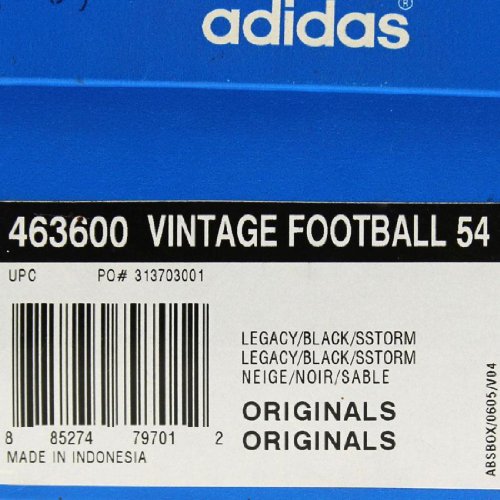 adidas®
463600 VINTAGE FOOTBALL 54
UPC PO# 313703001
LEGACY/BLACK/SSTORM
LEGACY/BLACK/SSTORM
NEIGE/NOIR/SABLE
ORIGINALS
ORIGINALS
8 85274 79701 2
MADE IN INDONESIA
ABSBOX/0605/V04